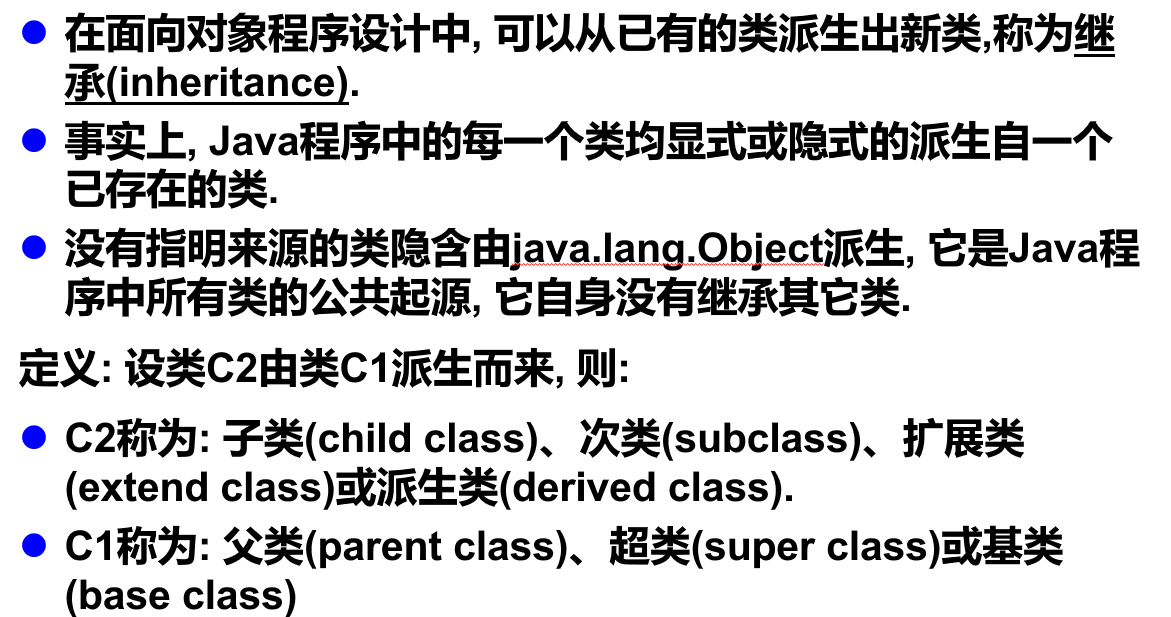 在面向对象程序设计中, 可以从已有的类派生出新类,称为继
承(inheritance).
事实上, Java程序中的每一个类均显式或隐式的派生自一个
已存在的类.
没有指明来源的类隐含由java.lang.Object派生, 它是Java程
序中所有类的公共起源, 它自身没有继承其它类.
定义: 设类C2由类C1派生而来, 则:
C2称为: 子类(child class)、次类(subclass)、扩展类
(extend class)或派生类(derived class).
C1称为: 父类(parent class)、超类(super class)或基类
(base class)